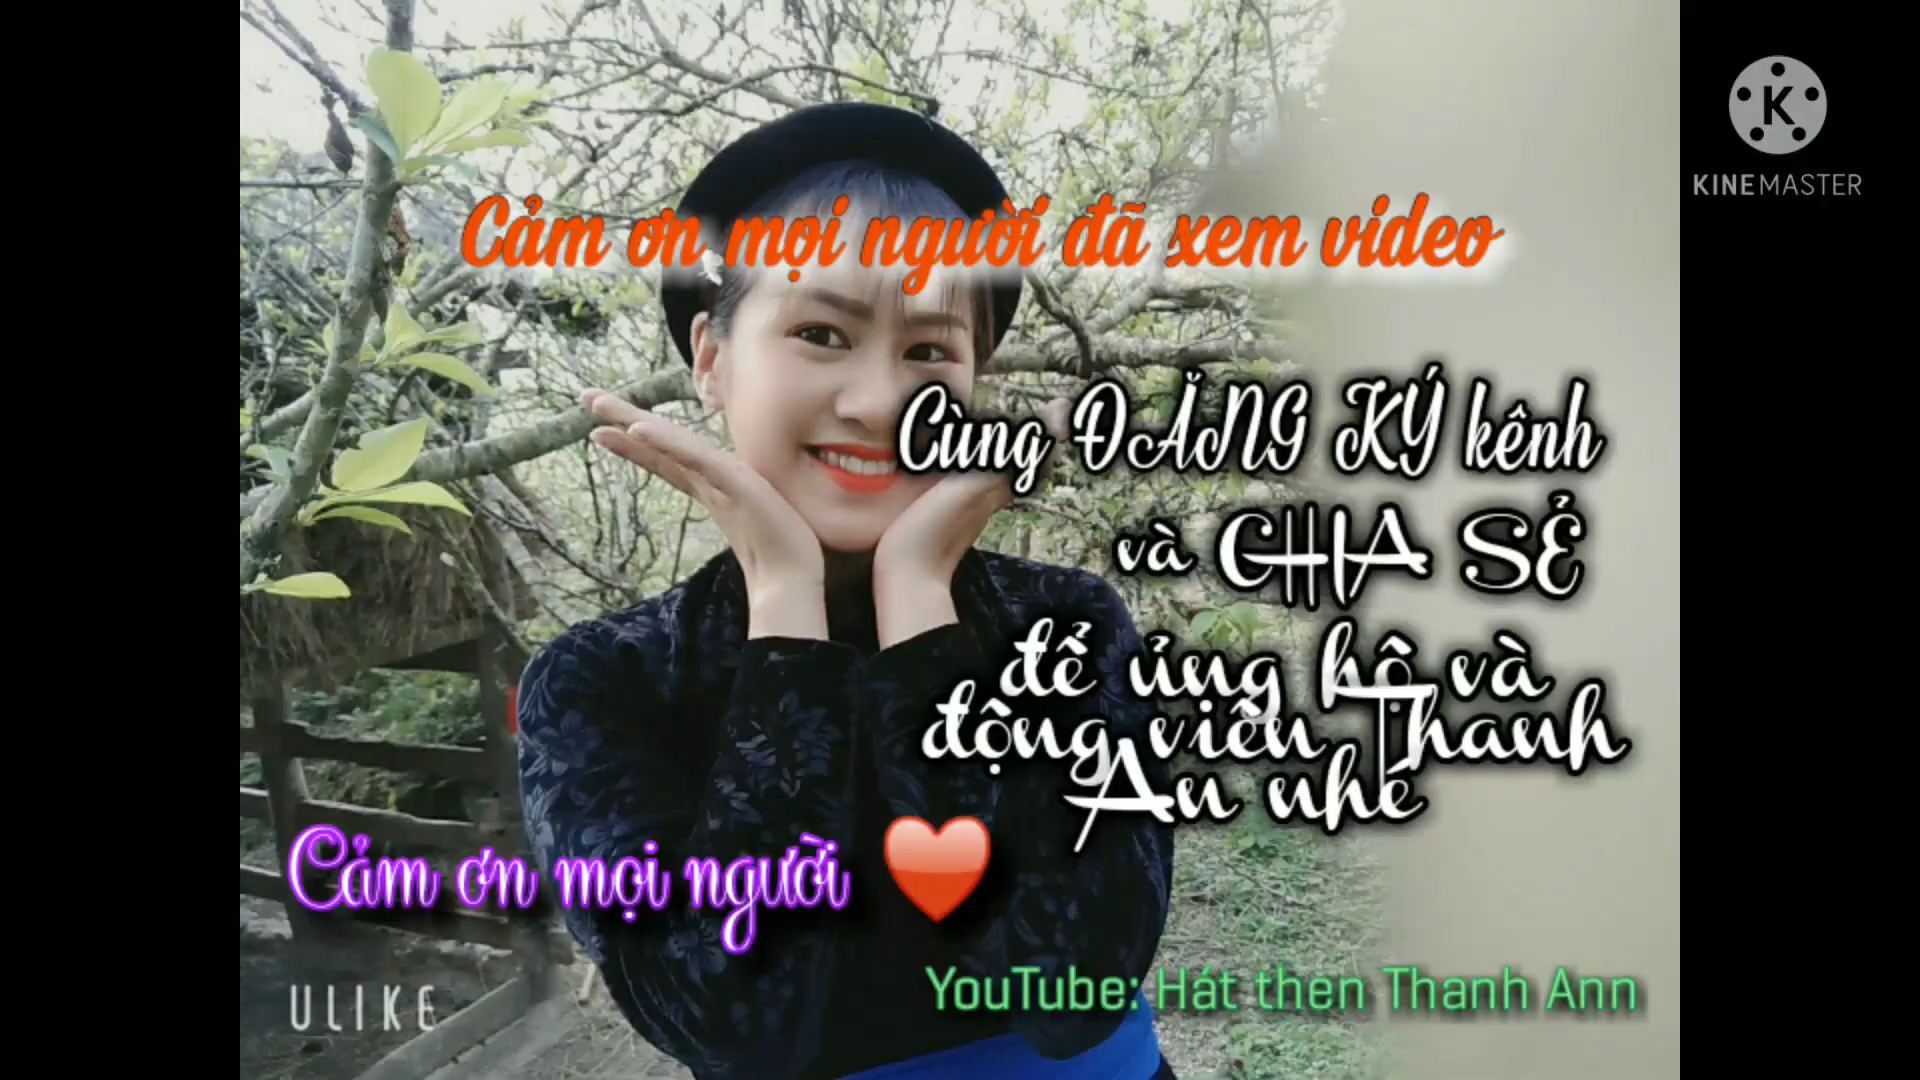 Cảm ơn mọi người đã xem video
Cùng ĐĂNG KÝ kênh
và CHIA SẺ
để ủng hộ và
động viên Thanh
An nhé
Cảm ơn mọi người
YouTube: Hát then Thanh Ann
ULIKE
K
KINEMASTER